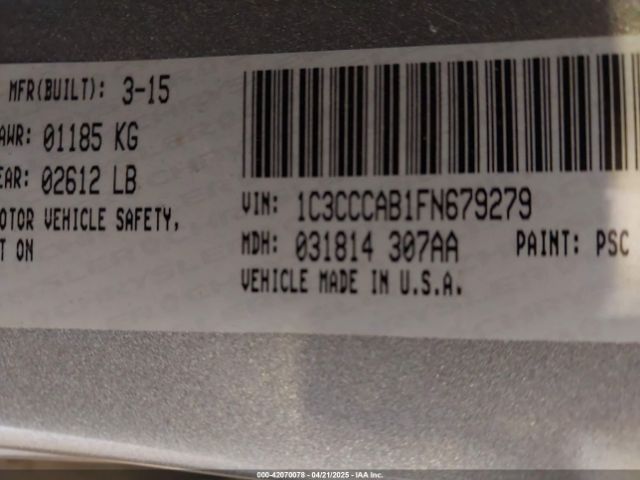 MFR(BUILT): 3-15
AWR: 01185 KG
EAR: 02612 LB
OTOR VEHICLE SAFETY,
T ON
VIN: 1C3CCCAB1FN679279
MDH: 031814 307AA PAINT: PSC
VEHICLE MADE IN U.S.A.
000-42070078 - 04/21/2025 - IAA Inc.